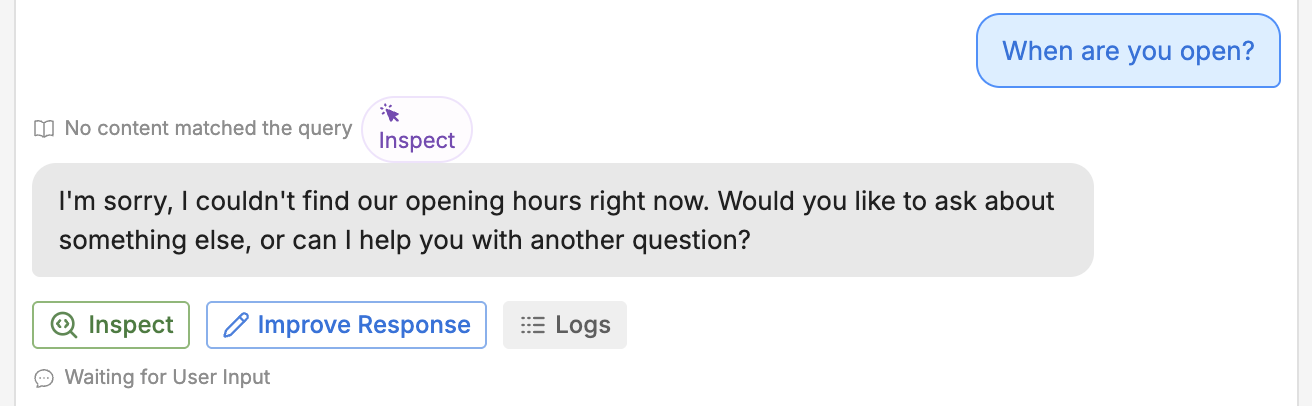 When are you open?
No content matched the query
Inspect
I'm sorry, I couldn't find our opening hours right now. Would you like to ask about
something else, or can I help you with another question?
Inspect
Improve Response
Logs
Waiting for User Input